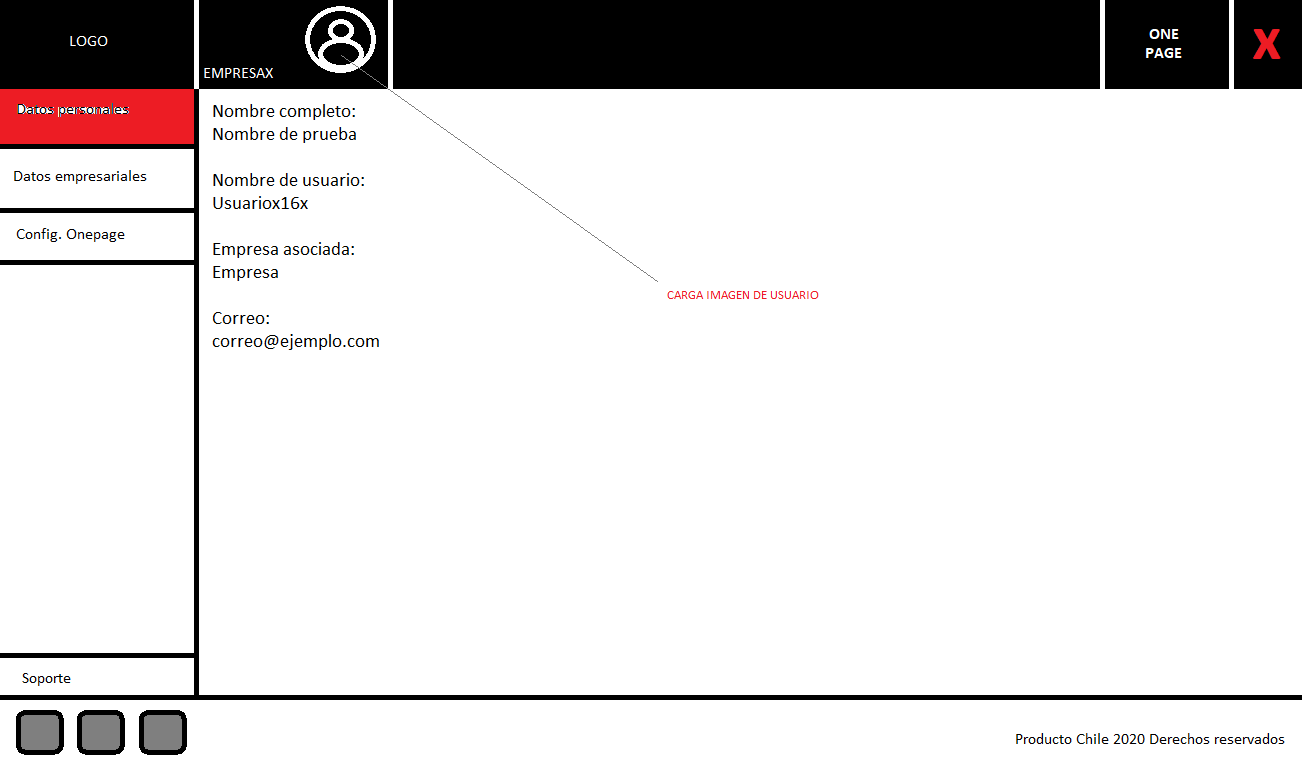 LOGO
EMPRESAX
ONE
PAGE
X
Datos personales
Datos empresariales
Config. Onepage
Soporte
Nombre completo:
Nombre de prueba
Nombre de usuario:
Usuariox16x
Empresa asociada:
Empresa
Correo:
correo@ejemplo.com
CARGA IMAGEN DE USUARIO
Producto Chile 2020 Derechos reservados